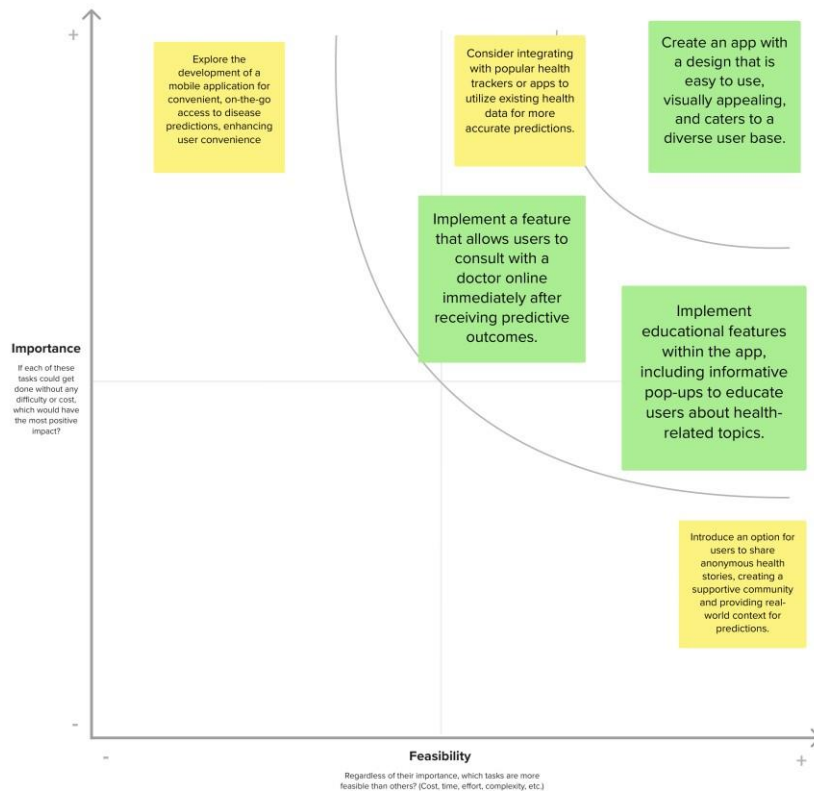 +
Explore the
development of a
mobile application for
convenient, on-the-go
access to disease
predictions, enhancing
user convenience
Consider integrating
with popular health
trackers or apps to
utilize existing health
data for more
accurate predictions.
Create an app with
a design that is
easy to use,
visually appealing,
and caters to a
diverse user base.
Implement a feature
that allows users to
consult with a
doctor online
immediately after
receiving predictive
outcomes.
Implement
educational features
within the app,
including informative
pop-ups to educate
users about health-
related topics.
Importance
If each of these
tasks could get
done without any
difficulty or cost,
which would have
the most positive
impact?
Introduce an option for
users to share
anonymous health
stories, creating a
supportive community
and providing real-
world context for
predictions.
-
-
Feasibility
+
Regardless of their importance, which tasks are more
feasible than others? (Cost, time, effort, complexity, etc.)